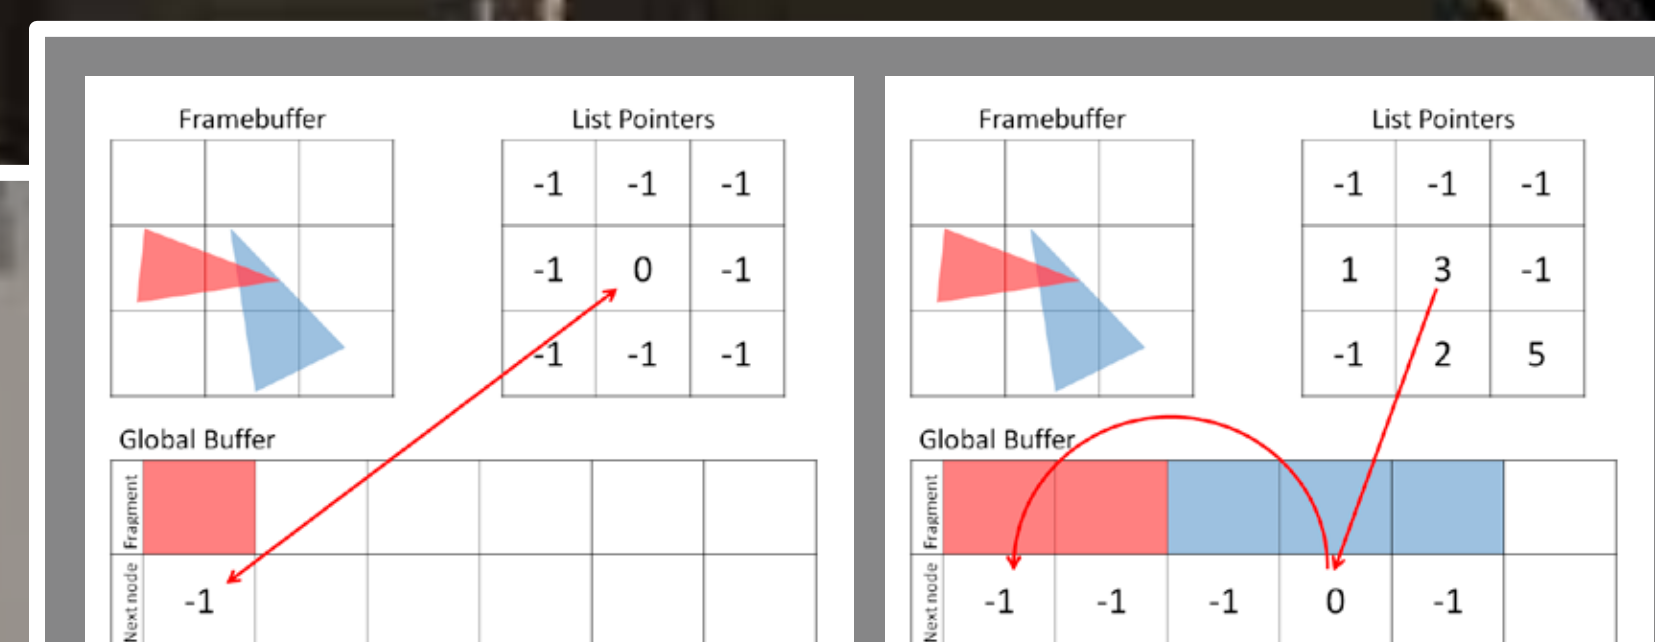 Framebuffer
List Pointers
-1 -1 -1
-1 0 -1
-1 -1 -1
Global Buffer
Fragment
Next node
-1
Framebuffer
List Pointers
-1 -1 -1
1 3 -1
-1 2 5
Global Buffer
Fragment
Next node
-1 -1 -1 0 -1